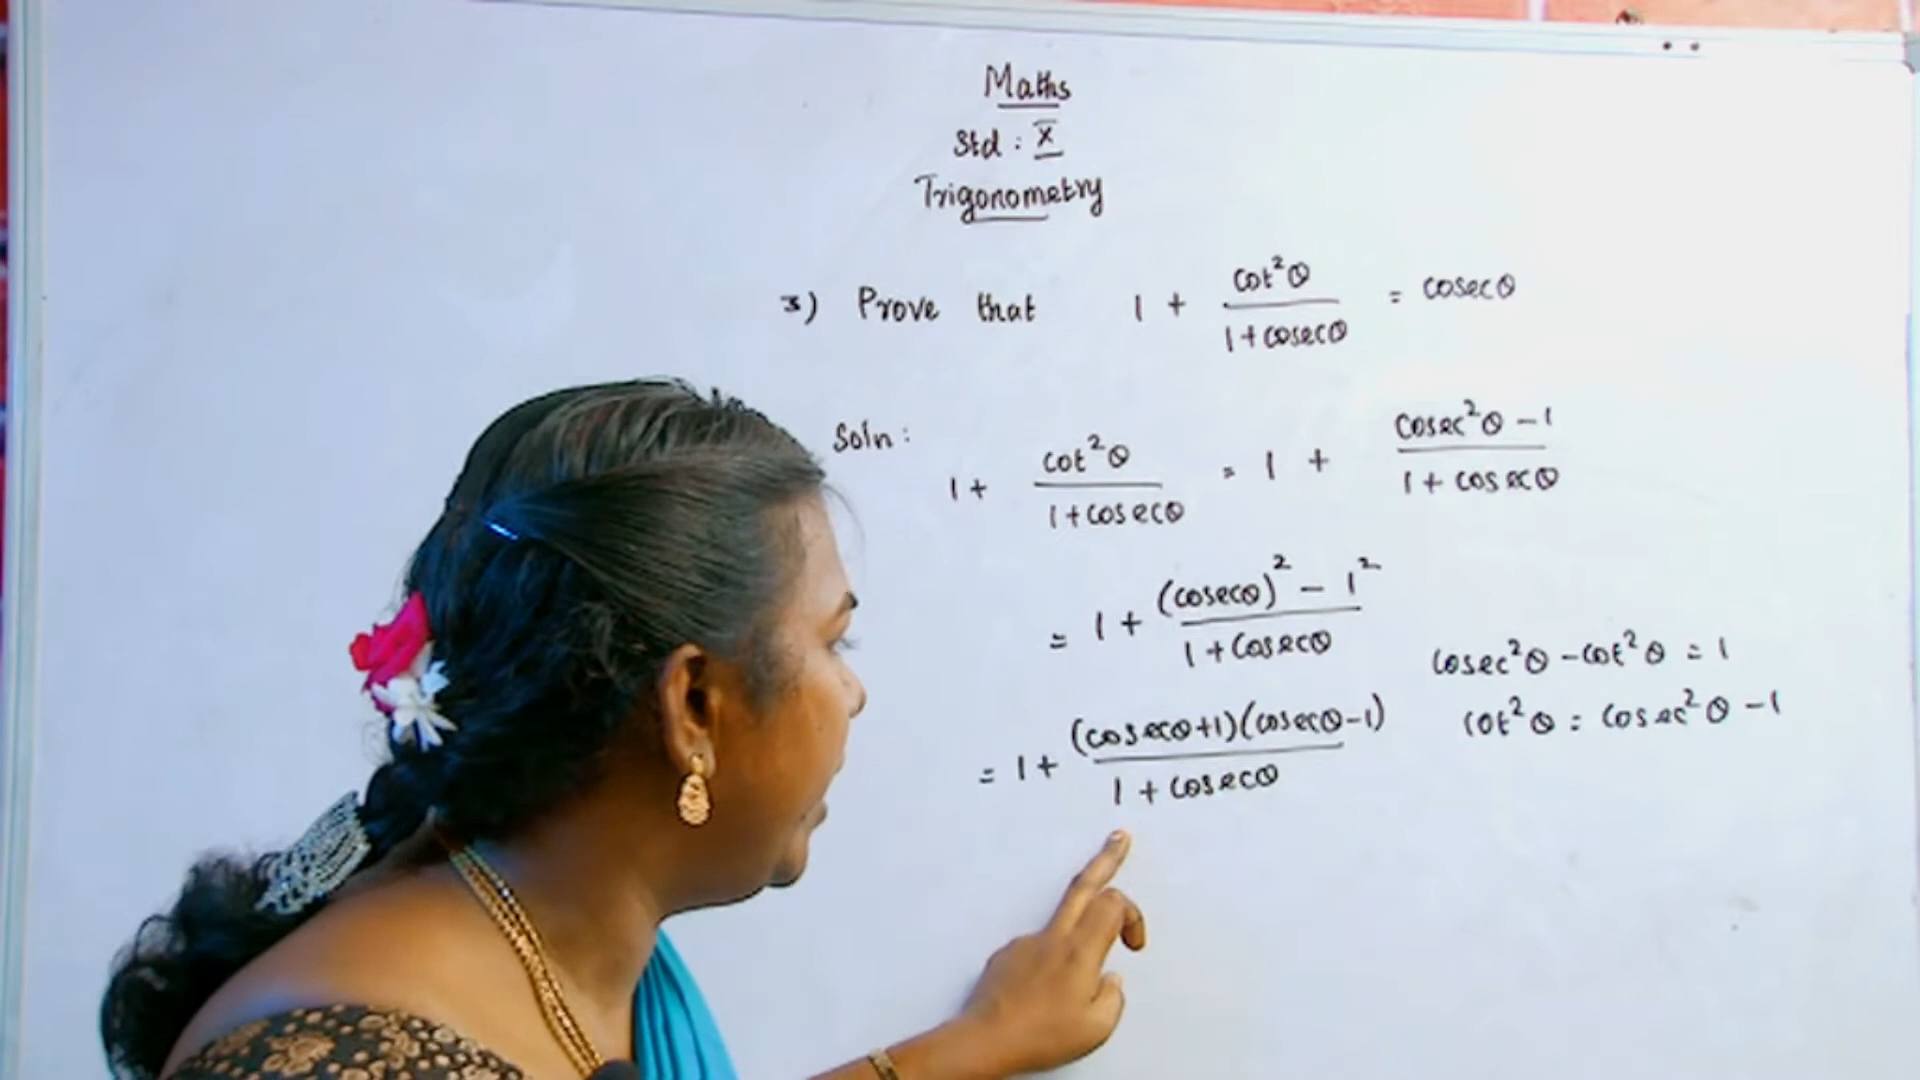 Maths
Std : X
Trigonometry
3) Prove that 1 + cot²θ / 1+cosecθ = cosecθ
Soln : 1 + cot²θ / 1+cosecθ = 1 + cosec²θ - 1 / 1 + cosecθ
= 1 + (cosecθ)² - 1² / 1 + cosecθ
cosec²θ - cot²θ = 1
= 1 + (cosecθ+1)(cosecθ-1) / 1 + cosecθ
cot²θ = cosec²θ - 1